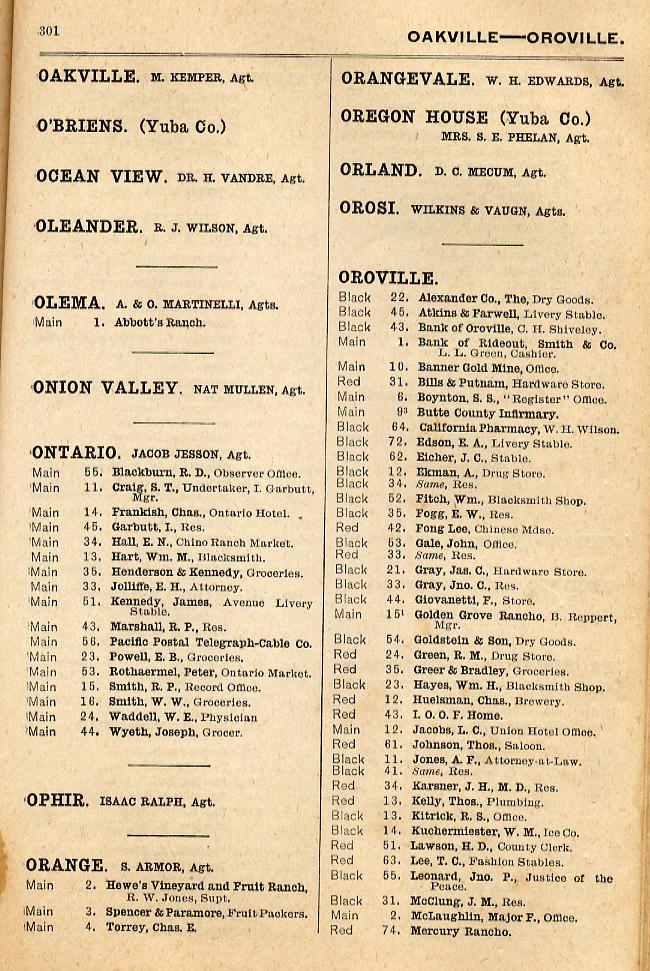 301
OAKVILLE—OROVILLE.
OAKVILLE. M. KEMPER, Agt.
O'BRIENS. (Yuba Co.)
OCEAN VIEW. DR. H. VANDRE, Agt.
OLEANDER. R. J. WILSON, Agt.
OLEMA. A. & O. MARTINELLI, Agts.
Main 1. Abbott's Ranch.
ONION VALLEY. NAT MULLEN, Agt.
ONTARIO. JACOB JESSON, Agt.
Main 55. Blackburn, R. D., Observer Office.
Main 11. Craig, S. T., Undertaker, I. Garbutt,
Mgr.
Main 14. Frankish, Chas., Ontario Hotel.
Main 45. Garbutt, I., Res.
Main 34. Hall, E. N., Chino Ranch Market.
Main 13. Hart, Wm. M., Blacksmith.
Main 35. Henderson & Kennedy, Groceries.
Main 33. Jolliffe, E. H., Attorney.
Main 51. Kennedy, James, Avenue Livery
Stable.
Main 43. Marshall, R. P., Res.
Main 56. Pacific Postal Telegraph-Cable Co.
Main 23. Powell, E. B., Groceries.
Main 53. Rothaermel, Peter, Ontario Market.
Main 15. Smith, R. P., Record Office.
Main 16. Smith, W. W., Groceries.
Main 24. Waddell, W. E., Physician
Main 44. Wyeth, Joseph, Grocer.
OPHIR. ISAAC RALPH, Agt.
ORANGE. S. ARMOR, Agt.
Main 2. Hewe's Vineyard and Fruit Ranch,
R. W. Jones, Supt.
Main 3. Spencer & Paramore, Fruit Packers.
Main 4. Torrey, Chas. E.
ORANGEVALE. W. H. EDWARDS, Agt.
OREGON HOUSE (Yuba Co.)
MRS. S. E. PHELAN, Agt.
ORLAND. D. C. MECUM, Agt.
OROSI. WILKINS & VAUGN, Agts.
OROVILLE.
Black 22. Alexander Co., The, Dry Goods.
Black 45. Atkins & Farwell, Livery Stable.
Black 43. Bank of Oroville, C. H. Shiveley.
Main 1. Bank of Rideout, Smith & Co.
L. L. Green, Cashier.
Main 10. Banner Gold Mine, Office.
Red 31. Bills & Putnam, Hardware Store.
Main 6. Boynton, S. S., "Register" Office.
Main 9³ Butte County Infirmary.
Black 64. California Pharmacy, W. H. Wilson.
Black 72. Edson, E. A., Livery Stable.
Black 62. Eicher, J. C., Stable.
Black 12. Ekman, A., Drug Store.
Black 34. Same, Res.
Black 52. Fitch, Wm., Blacksmith Shop.
Black 35. Fogg, E. W., Res.
Red 42. Fong Lee, Chinese Mdse.
Black 53. Gale, John, Office.
Red 33. Same, Res.
Black 21. Gray, Jas. C., Hardware Store.
Black 33. Gray, Jno. C., Res.
Black 44. Giovanetti, F., Store.
Main 15¹ Golden Grove Rancho, B. Reppert,
Mgr.
Black 54. Goldstein & Son, Dry Goods.
Red 24. Green, R. M., Drug Store.
Red 35. Greer & Bradley, Groceries.
Black 23. Hayes, Wm. H., Blacksmith Shop.
Red 12. Huelsman, Chas., Brewery.
Red 43. I. O. O. F. Home.
Main 12. Jacobs, L. C., Union Hotel Office.
Red 61. Johnson, Thos., Saloon.
Black 11. Jones, A. F., Attorney-at-Law.
Black 41. Same, Res.
Red 34. Karsner, J. H., M. D., Res.
Red 13. Kelly, Thos., Plumbing.
Black 13. Kitrick, R. S., Office.
Black 14. Kuchermiester, W. M., Ice Co.
Red 51. Lawson, H. D., County Clerk.
Red 63. Lee, T. C., Fashion Stables.
Black 55. Leonard, Jno. P., Justice of the
Peace.
Black 31. McClung, J. M., Res.
Main 2. McLaughlin, Major F., Office.
Red 74. Mercury Rancho.